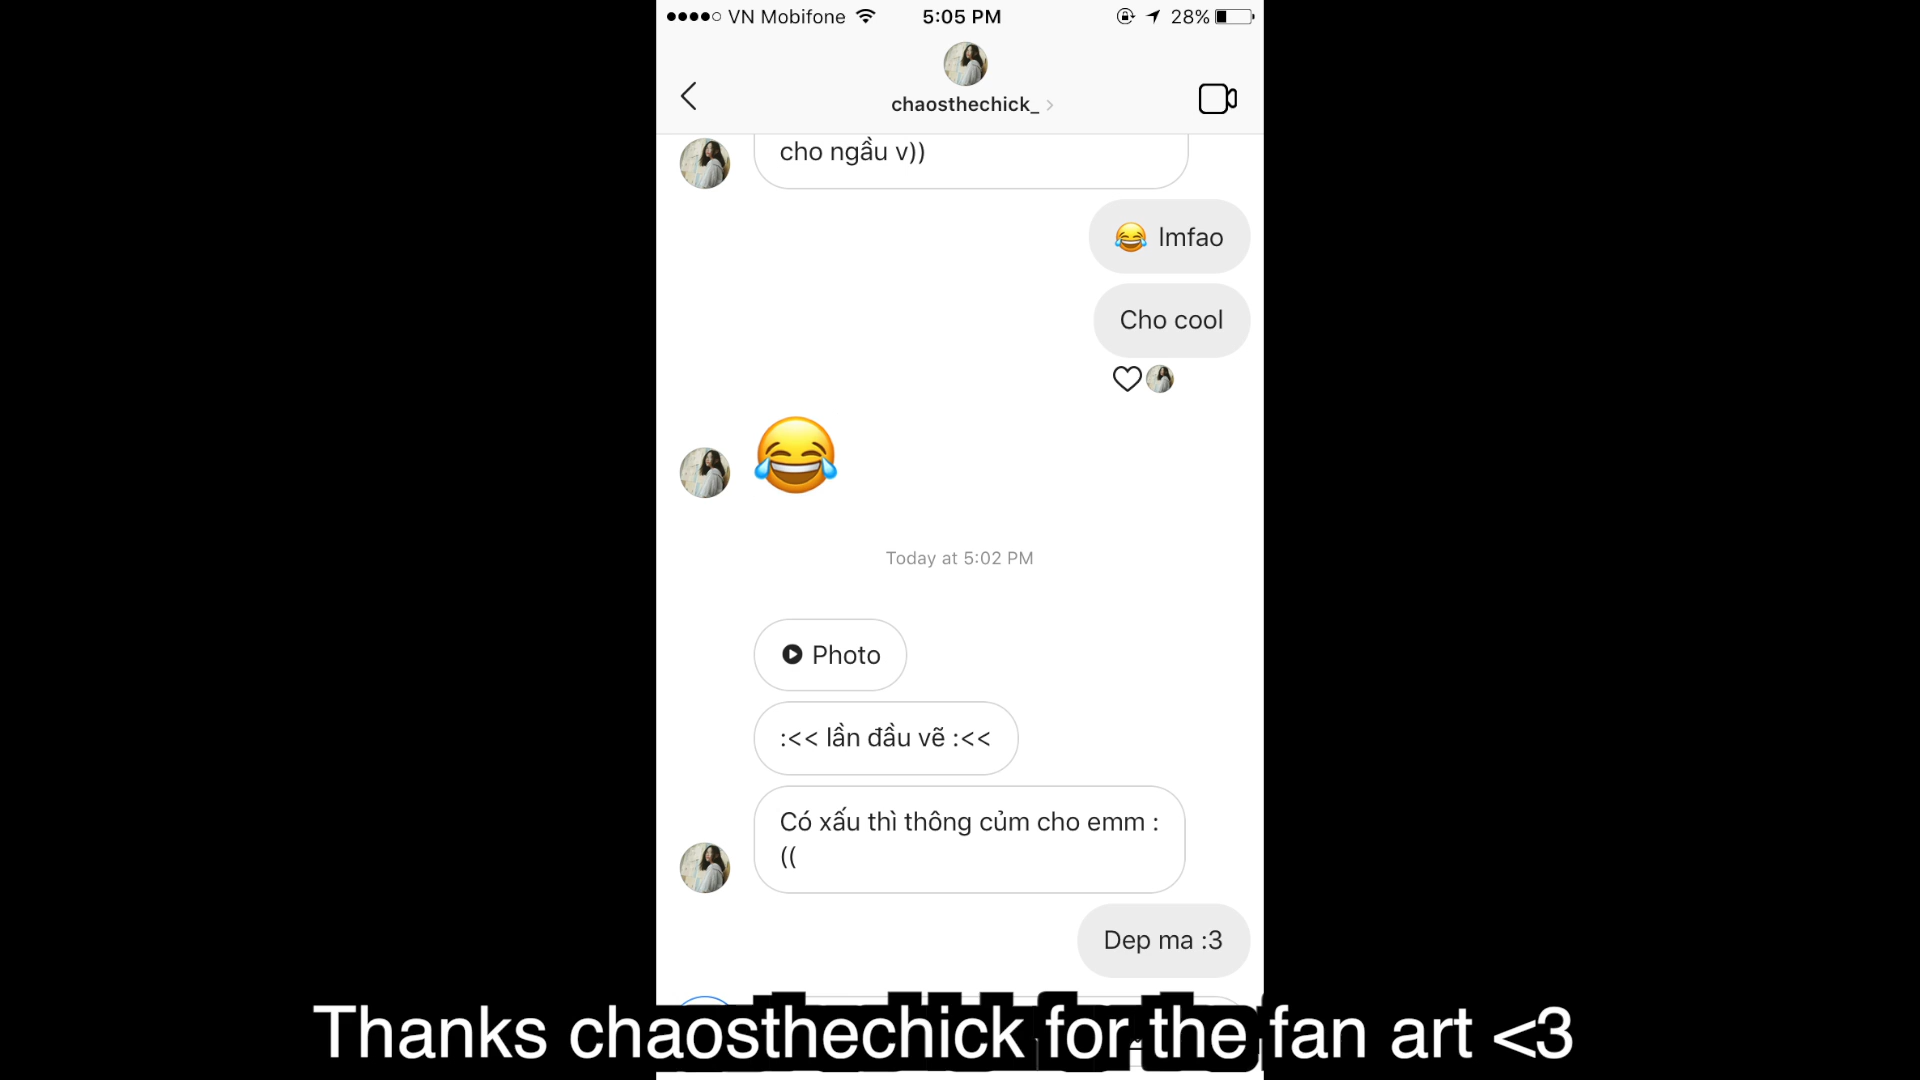 VN Mobifone 5:05 PM 28%
chaosthechick_
cho ngầu v))
😂 lmfao
Cho cool
😂
Today at 5:02 PM
Photo
:<< lần đầu vẽ :<<
Có xấu thì thông củm cho emm :
((
Dep ma :3
Thanks chaosthechick for the fan art <3